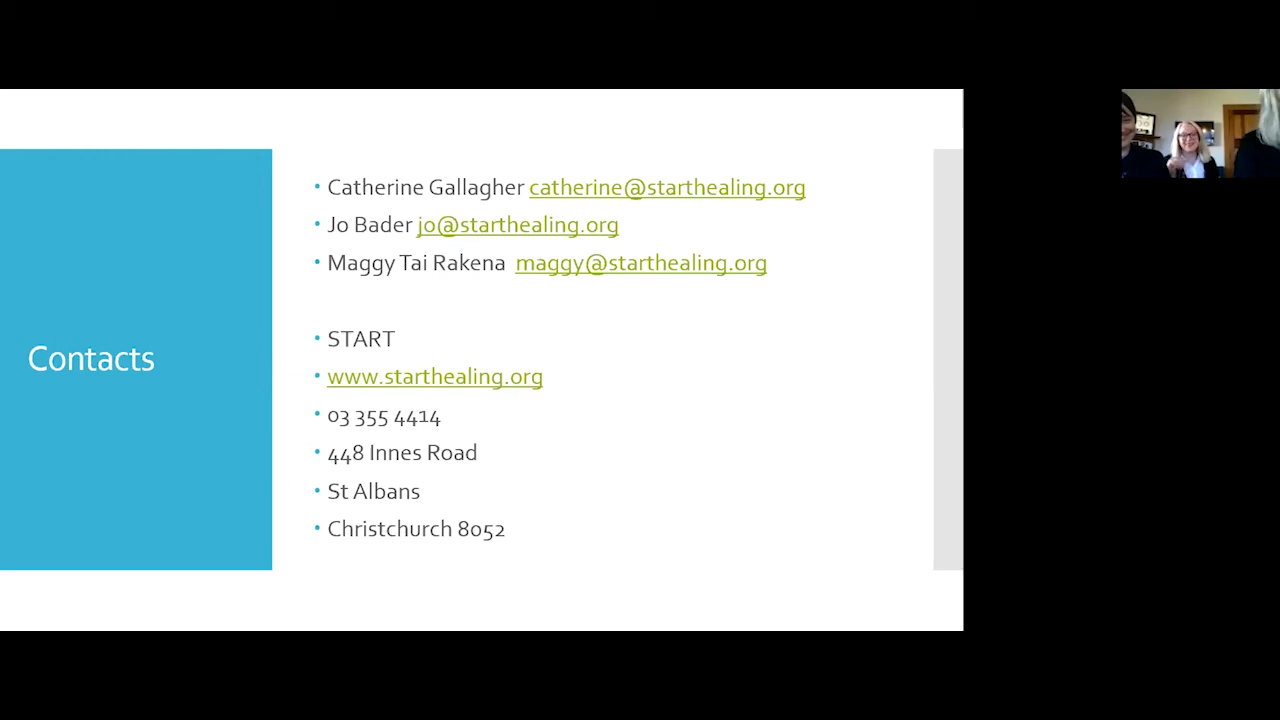 Contacts
• Catherine Gallagher catherine@starthealing.org
• Jo Bader jo@starthealing.org
• Maggy Tai Rakena maggy@starthealing.org
• START
• www.starthealing.org
• 03 355 4414
• 448 Innes Road
• St Albans
• Christchurch 8052